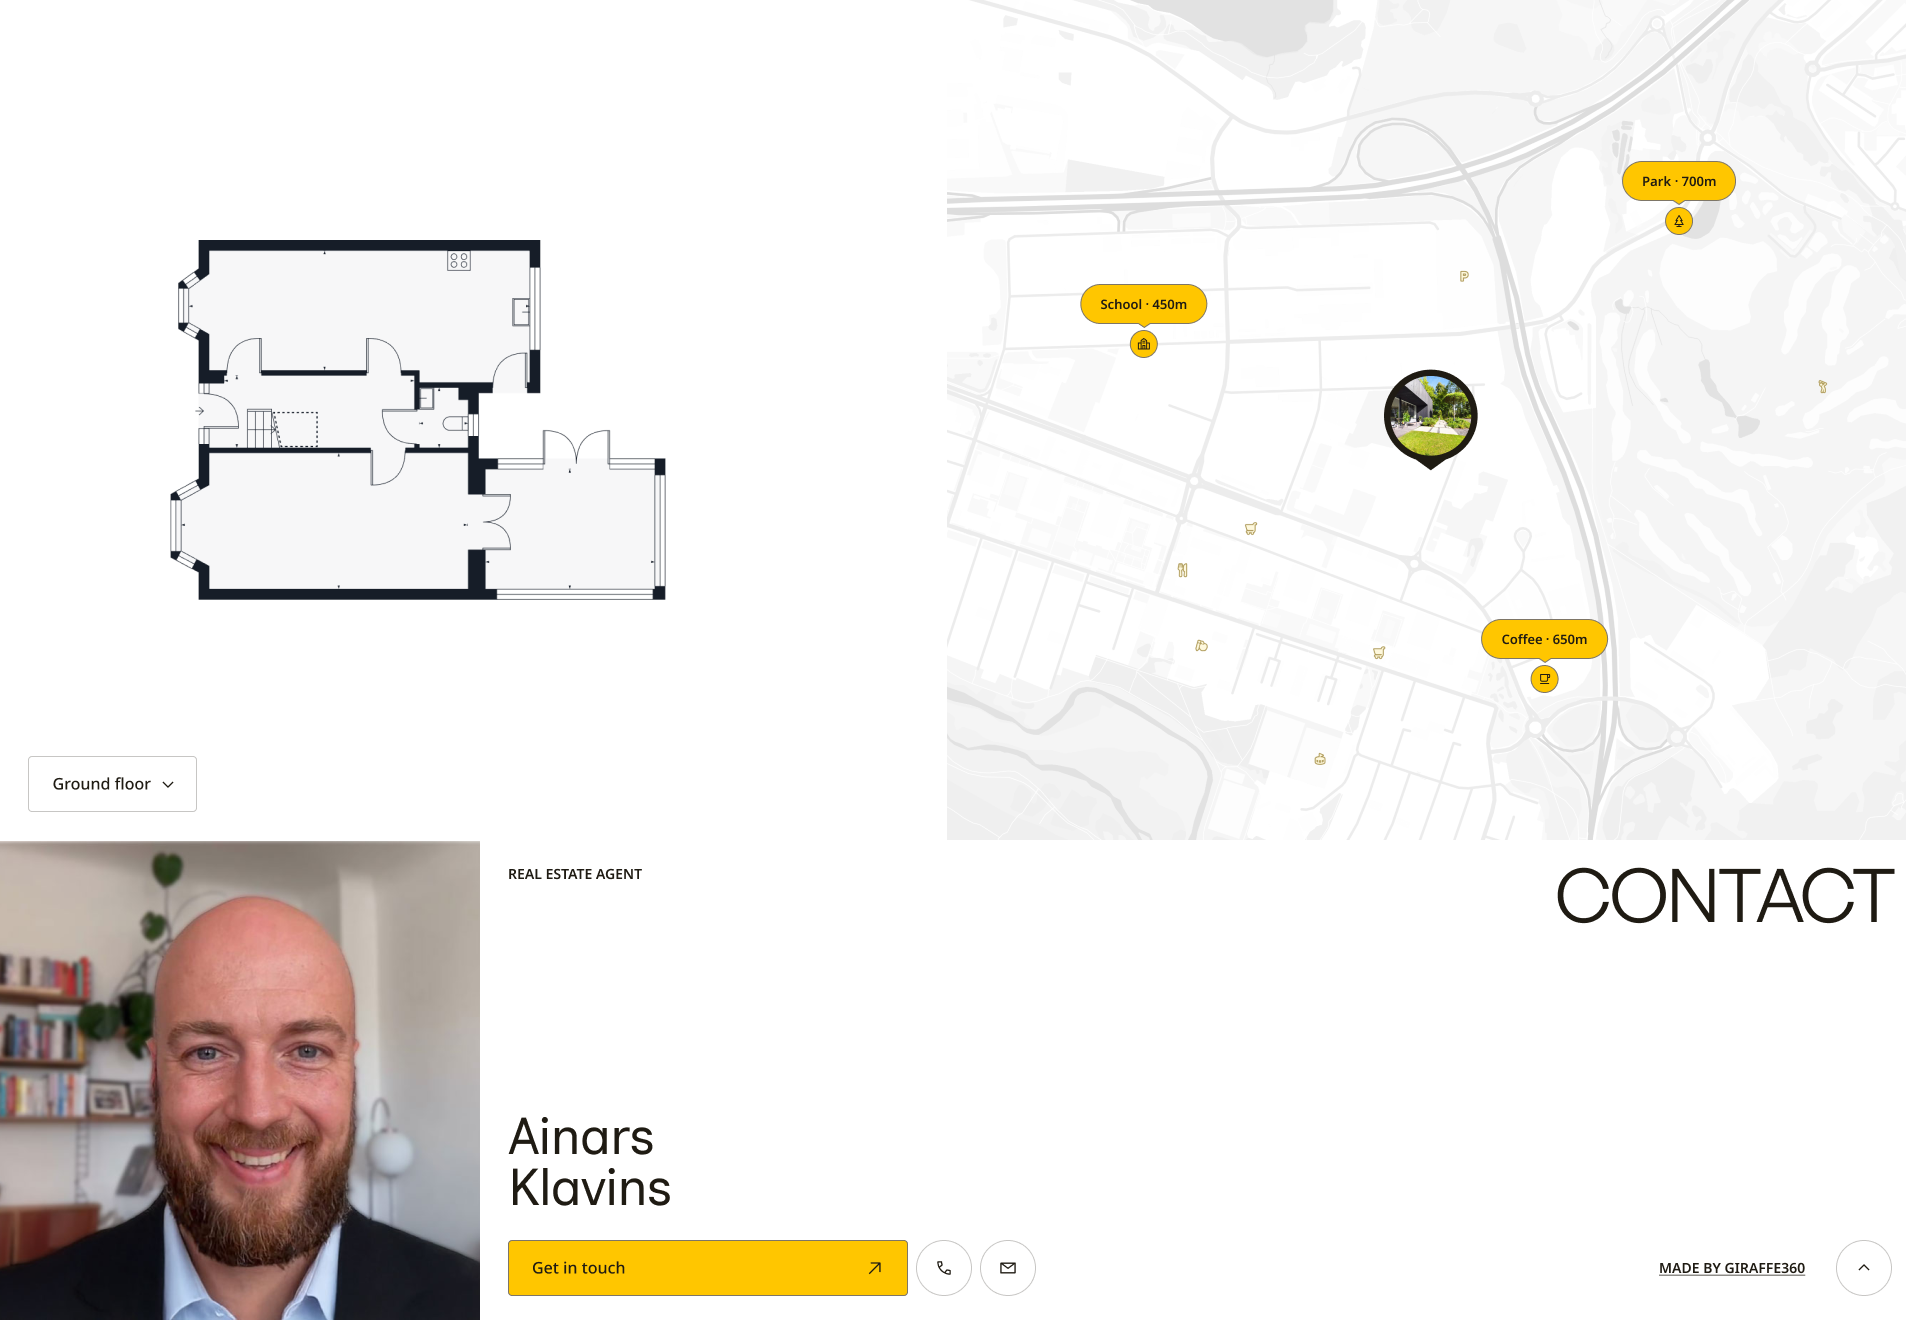 Park · 700m
School · 450m
P
Coffee · 650m
Ground floor
REAL ESTATE AGENT
CONTACT
Ainars
Klavins
Get in touch
MADE BY GIRAFFE360